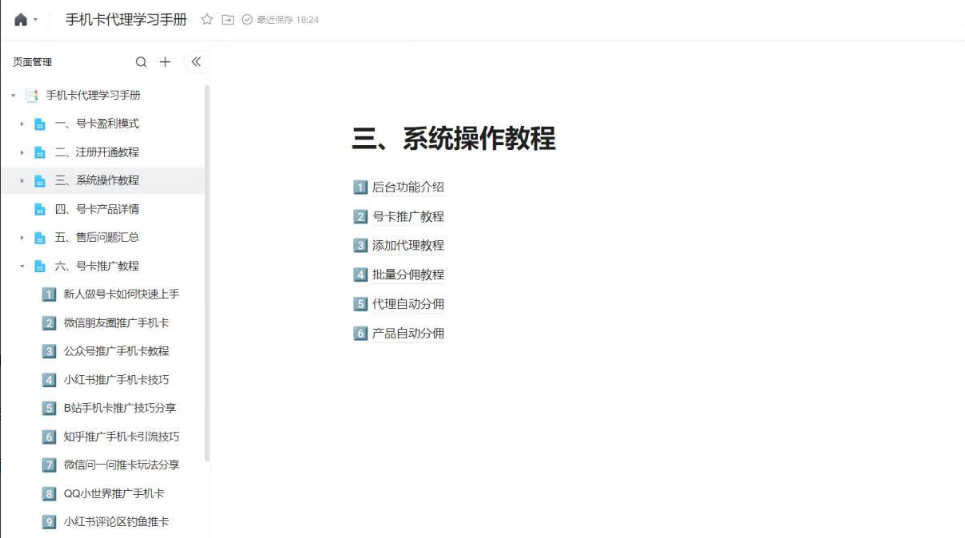 手机卡代理学习手册 最近保存 18:24
页面管理
手机卡代理学习手册
一、号卡盈利模式
二、注册开通教程
三、系统操作教程
四、号卡产品详情
五、售后问题汇总
六、号卡推广教程
1 新人做号卡如何快速上手
2 微信朋友圈推广手机卡
3 公众号推广手机卡教程
4 小红书推广手机卡技巧
5 B站手机卡推广技巧分享
6 知乎推广手机卡引流技巧
7 微信问一问推卡玩法分享
8 QQ小世界推广手机卡
9 小红书评论区钓鱼推卡
三、系统操作教程
1 后台功能介绍
2 号卡推广教程
3 添加代理教程
4 批量分佣教程
5 代理自动分佣
6 产品自动分佣